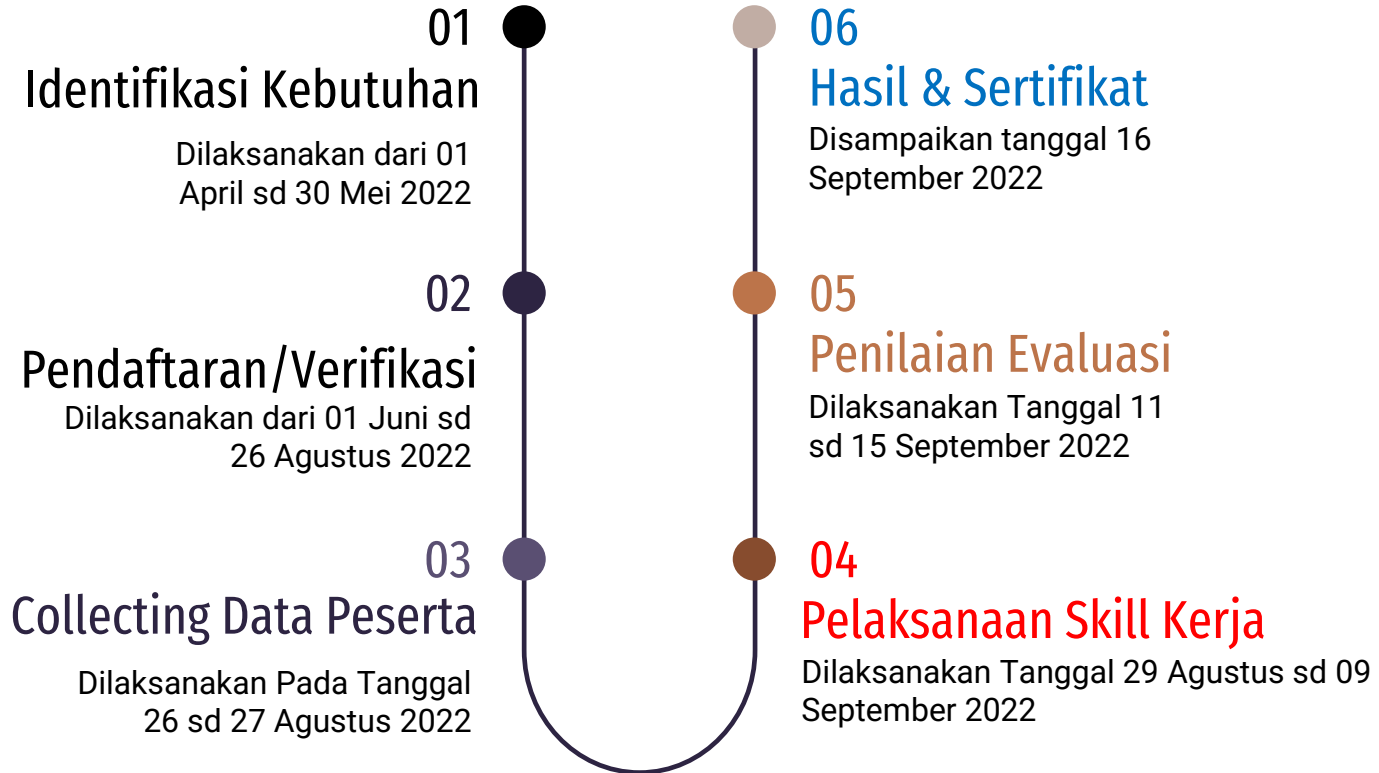 01
Identifikasi Kebutuhan
Dilaksanakan dari 01
April sd 30 Mei 2022
02
Pendaftaran/Verifikasi
Dilaksanakan dari 01 Juni sd
26 Agustus 2022
03
Collecting Data Peserta
Dilaksanakan Pada Tanggal
26 sd 27 Agustus 2022
04
Pelaksanaan Skill Kerja
Dilaksanakan Tanggal 29 Agustus sd 09
September 2022
05
Penilaian Evaluasi
Dilaksanakan Tanggal 11
sd 15 September 2022
06
Hasil & Sertifikat
Disampaikan tanggal 16
September 2022